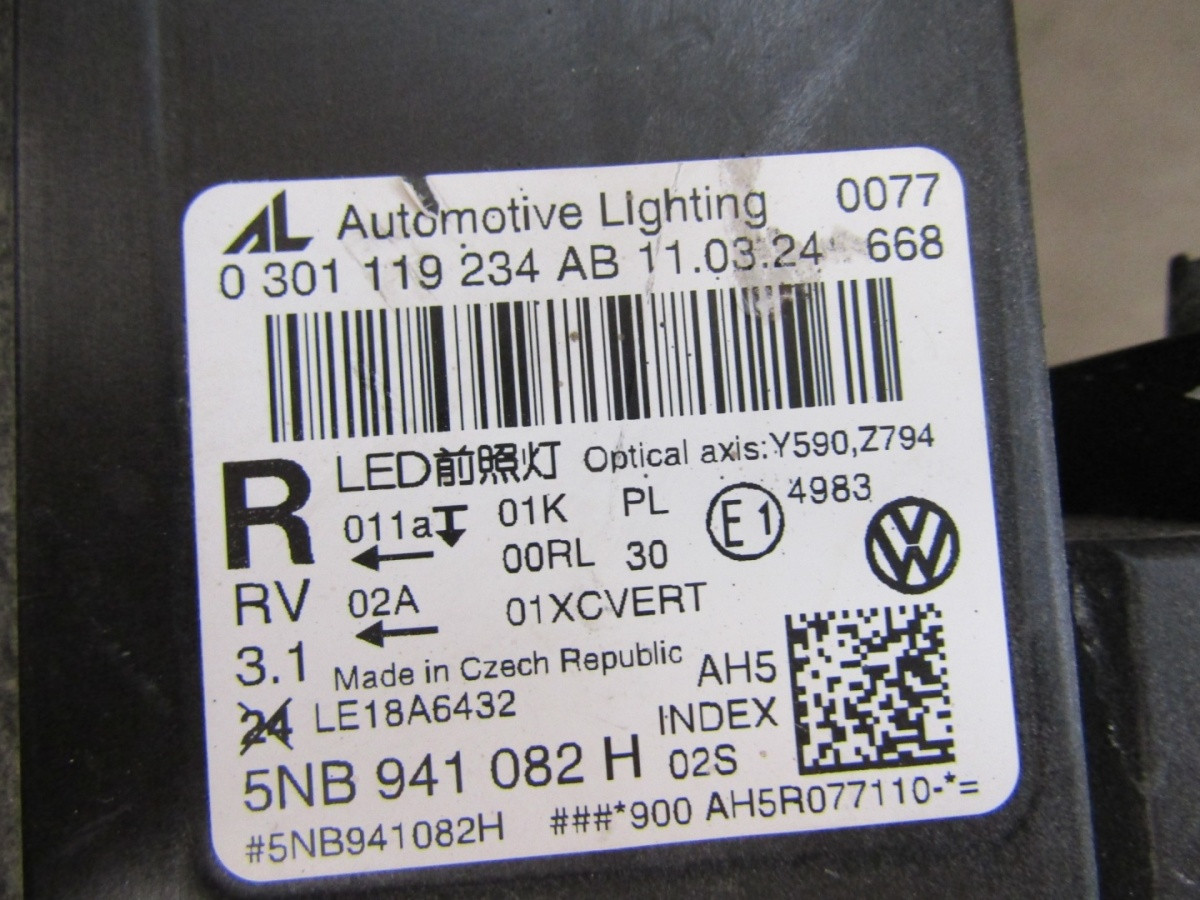 AL Automotive Lighting 0077
0 301 119 234 AB 11.03.24 668
R LED前照灯 Optical axis:Y590,Z794
011a 01K PL E1 4983
00RL 30
RV 02A 01XCVERT
3.1 Made in Czech Republic AH5
24 LE18A6432 INDEX
5NB 941 082 H 02S
#5NB941082H ###*900 AH5R077110-*=
VW